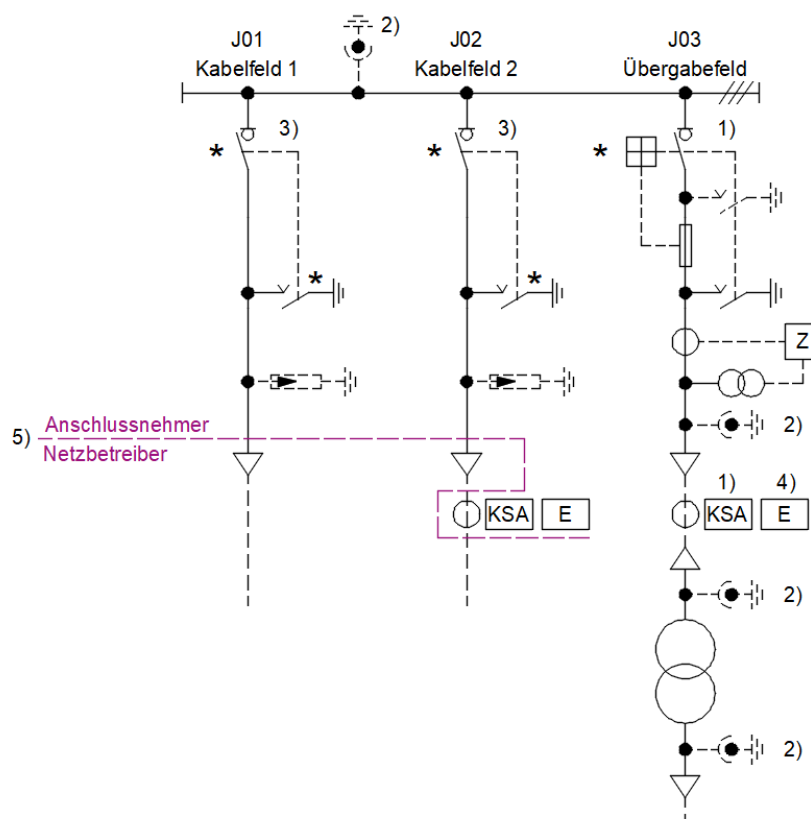 2)
J01
Kabelfeld 1
J02
Kabelfeld 2
J03
Übergabefeld
*
3)
*
3)
*
1)
*
*
Z
5)
Anschlussnehmer
Netzbetreiber
2)
KSA
E
1)
4)
KSA
E
2)
2)